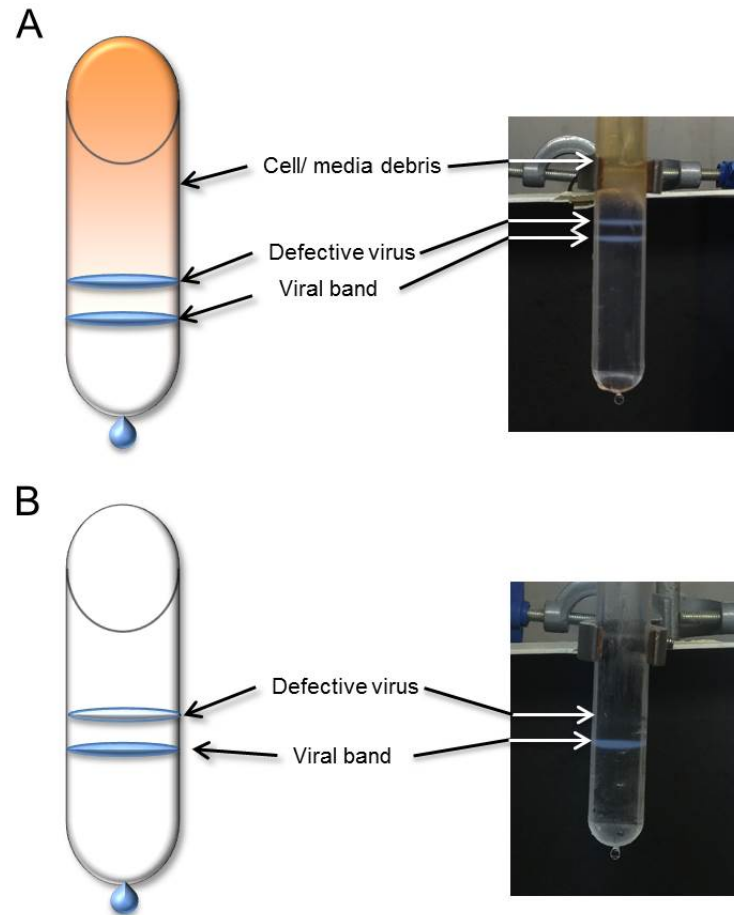 A
Cell/ media debris
Defective virus
Viral band
B
Defective virus
Viral band